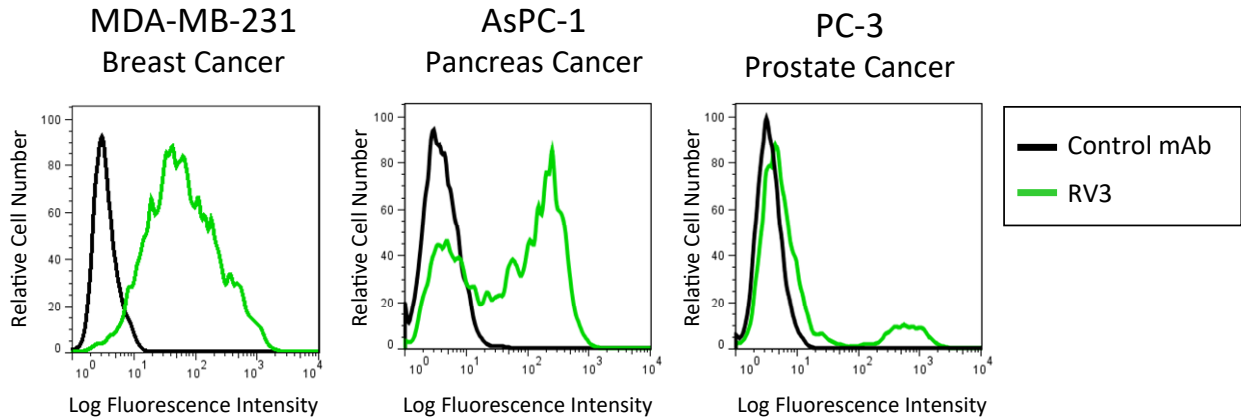 MDA-MB-231
Breast Cancer
AsPC-1
Pancreas Cancer
PC-3
Prostate Cancer
Relative Cell Number
100
80
60
40
20
0
10⁰ 10¹ 10² 10³ 10⁴
Log Fluorescence Intensity
Relative Cell Number
100
80
60
40
20
0
10⁰ 10¹ 10² 10³ 10⁴
Log Fluorescence Intensity
Relative Cell Number
100
80
60
40
20
0
10⁰ 10¹ 10² 10³ 10⁴
Log Fluorescence Intensity
Control mAb
RV3